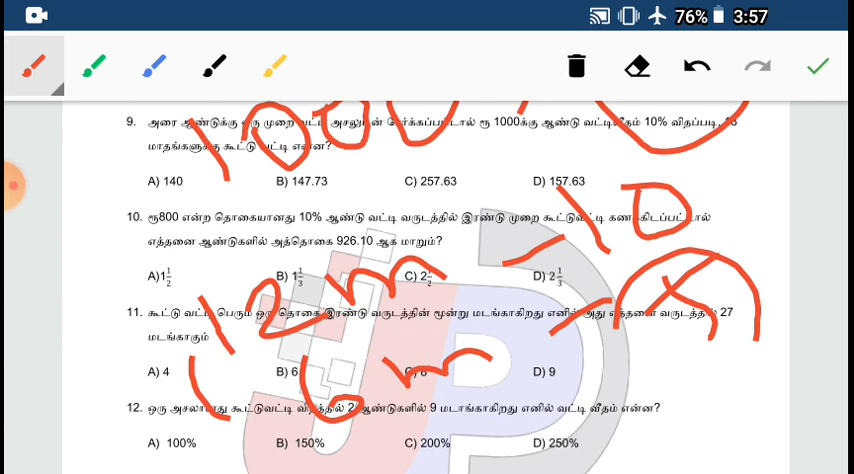 76% 3:57
1000
9. அரை ஆண்டுக்கு ஒரு முறை வட்டி அசலுடன் சேர்க்கப்பட்டால் ரூ 1000க்கு ஆண்டு வட்டிவீதம் 10% விதப்படி, 18
மாதங்களுக்கு கூட்டு வட்டி என்ன?
A) 140 B) 147.73 C) 257.63 D) 157.63
10. ரூ800 என்ற தொகையானது 10% ஆண்டு வட்டி வருடத்தில் இரண்டு முறை கூட்டுவட்டி கணக்கிடப்பட்டால்
எத்தனை ஆண்டுகளில் அத்தொகை 926.10 ஆக மாறும்?
A)1½ B) 1⅓ C) 2½ D) 2⅓
12m - 10
11. கூட்டு வட்டி பெரும் ஒரு தொகை இரண்டு வருடத்தின் மூன்று மடங்காகிறது எனில் அது எத்தனை வருடத்தில் 27
மடங்காகும்
A) 4 B) 6 C) 8 D) 9
6m -
12. ஒரு அசலானது கூட்டுவட்டி வீதத்தில் 2 ஆண்டுகளில் 9 மடாங்காகிறது எனில் வட்டி வீதம் என்ன?
A) 100% B) 150% C) 200% D) 250%